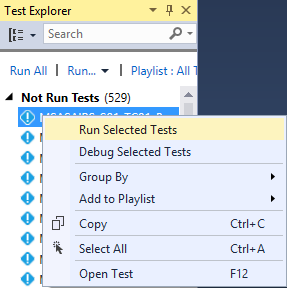 Test Explorer
Search
Run All | Run... | Playlist : All T
Not Run Tests (529)
Run Selected Tests
Debug Selected Tests
Group By
Add to Playlist
Copy Ctrl+C
Select All Ctrl+A
Open Test F12